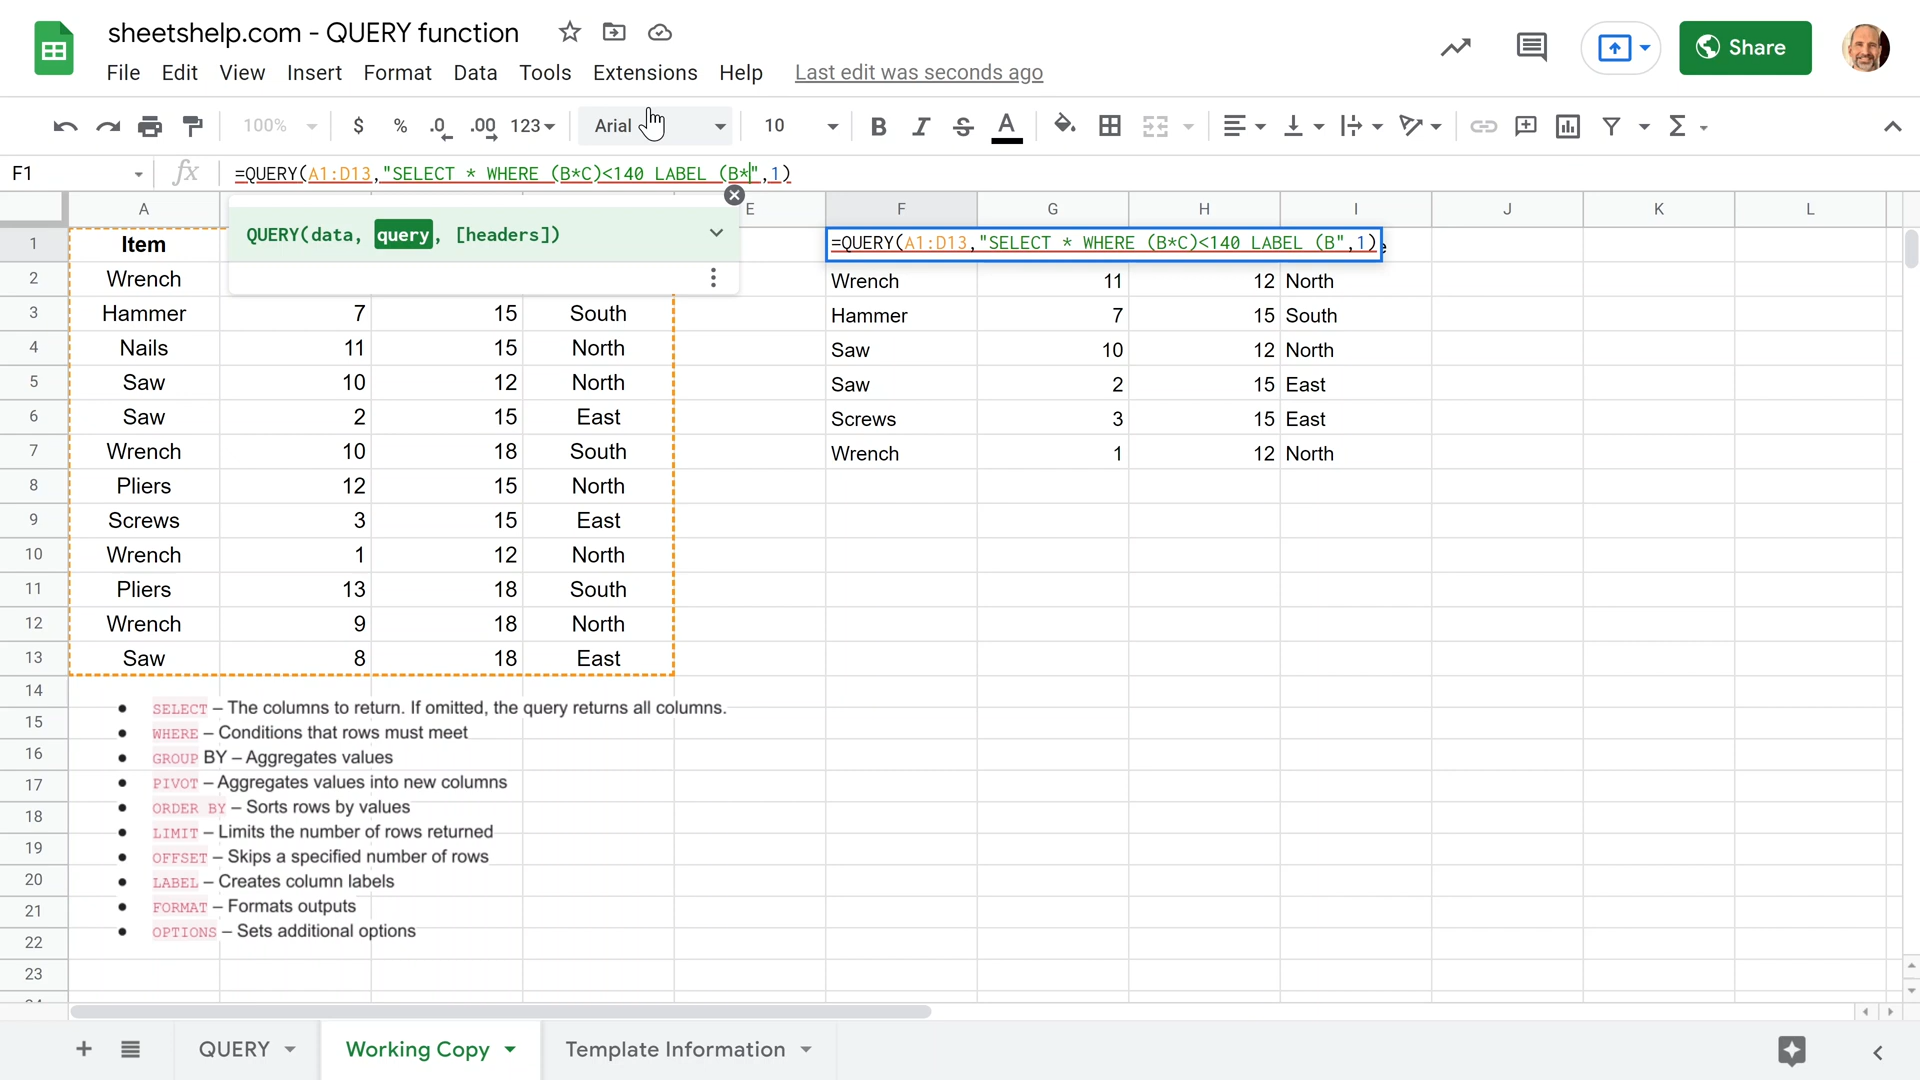 sheetshelp.com - QUERY function
File Edit View Insert Format Data Tools Extensions Help Last edit was seconds ago
Share
100% $ % .0 .00 123 Arial 10 B I S A Σ
F1 fx =QUERY(A1:D13,"SELECT * WHERE (B*C)<140 LABEL (B*",1)
A E F G H I J K L
QUERY(data, query, [headers])
1 Item =QUERY(A1:D13,"SELECT * WHERE (B*C)<140 LABEL (B",1)
2 Wrench Wrench 11 12 North
3 Hammer 7 15 South Hammer 7 15 South
4 Nails 11 15 North Saw 10 12 North
5 Saw 10 12 North Saw 2 15 East
6 Saw 2 15 East Screws 3 15 East
7 Wrench 10 18 South Wrench 1 12 North
8 Pliers 12 15 North
9 Screws 3 15 East
10 Wrench 1 12 North
11 Pliers 13 18 South
12 Wrench 9 18 North
13 Saw 8 18 East
14
15
16
17
18
19
20
21
22
23
• SELECT – The columns to return. If omitted, the query returns all columns.
• WHERE – Conditions that rows must meet
• GROUP BY – Aggregates values
• PIVOT – Aggregates values into new columns
• ORDER BY – Sorts rows by values
• LIMIT – Limits the number of rows returned
• OFFSET – Skips a specified number of rows
• LABEL – Creates column labels
• FORMAT – Formats outputs
• OPTIONS – Sets additional options
QUERY Working Copy Template Information